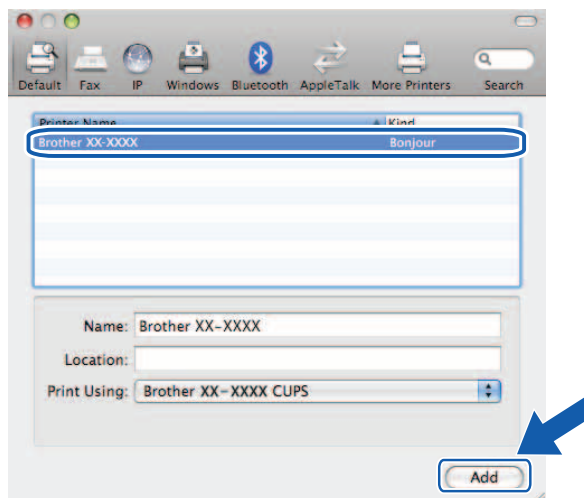 Default Fax IP Windows Bluetooth AppleTalk More Printers Search
Printer Name Kind
Brother XX-XXXX Bonjour
Name: Brother XX-XXXX
Location:
Print Using: Brother XX-XXXX CUPS
Add